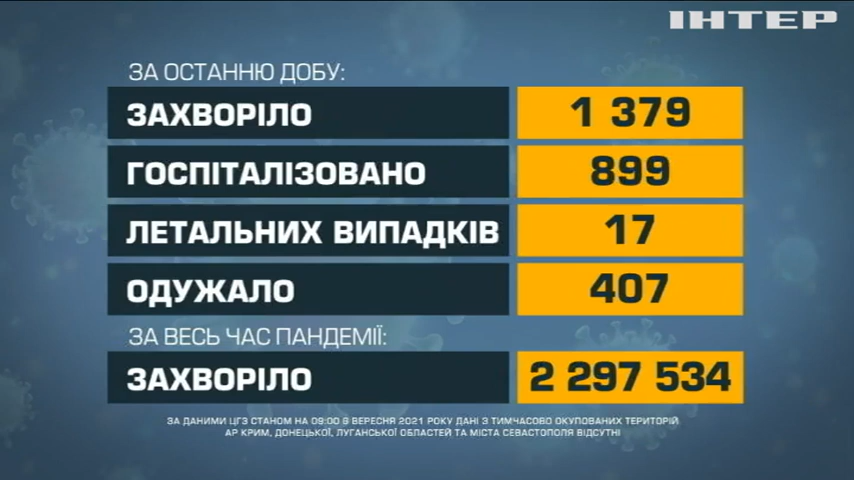 ІНТЕР
ЗА ОСТАННЮ ДОБУ:
ЗАХВОРІЛО 1 379
ГОСПІТАЛІЗОВАНО 899
ЛЕТАЛЬНИХ ВИПАДКІВ 17
ОДУЖАЛО 407
ЗА ВЕСЬ ЧАС ПАНДЕМІЇ:
ЗАХВОРІЛО 2 297 534
ЗА ДАНИМИ ЦГЗ СТАНОМ НА 09:00 9 ВЕРЕСНЯ 2021 РОКУ ДАНІ З ТИМЧАСОВО ОКУПОВАНИХ ТЕРИТОРІЙ
АР КРИМ, ДОНЕЦЬКОЇ, ЛУГАНСЬКОЇ ОБЛАСТЕЙ ТА МІСТА СЕВАСТОПОЛЯ ВІДСУТНІ